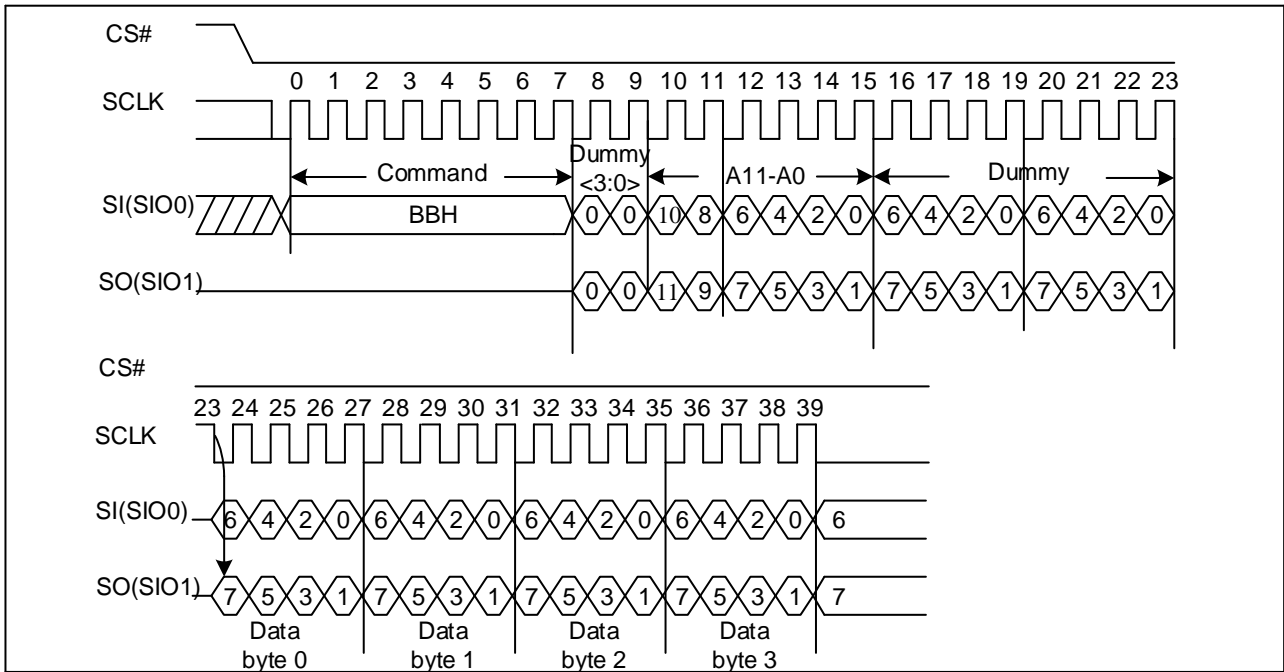 CS#
0 1 2 3 4 5 6 7 8 9 10 11 12 13 14 15 16 17 18 19 20 21 22 23
SCLK
Command
Dummy
<3:0>
A11-A0
Dummy
SI(SIO0)
BBH
0 0 10 8 6 4 2 0 6 4 2 0 6 4 2 0
SO(SIO1)
0 0 11 9 7 5 3 1 7 5 3 1 7 5 3 1
CS#
23 24 25 26 27 28 29 30 31 32 33 34 35 36 37 38 39
SCLK
SI(SIO0)
6 4 2 0 6 4 2 0 6 4 2 0 6 4 2 0 6
SO(SIO1)
7 5 3 1 7 5 3 1 7 5 3 1 7 5 3 1 7
Data
byte 0
Data
byte 1
Data
byte 2
Data
byte 3